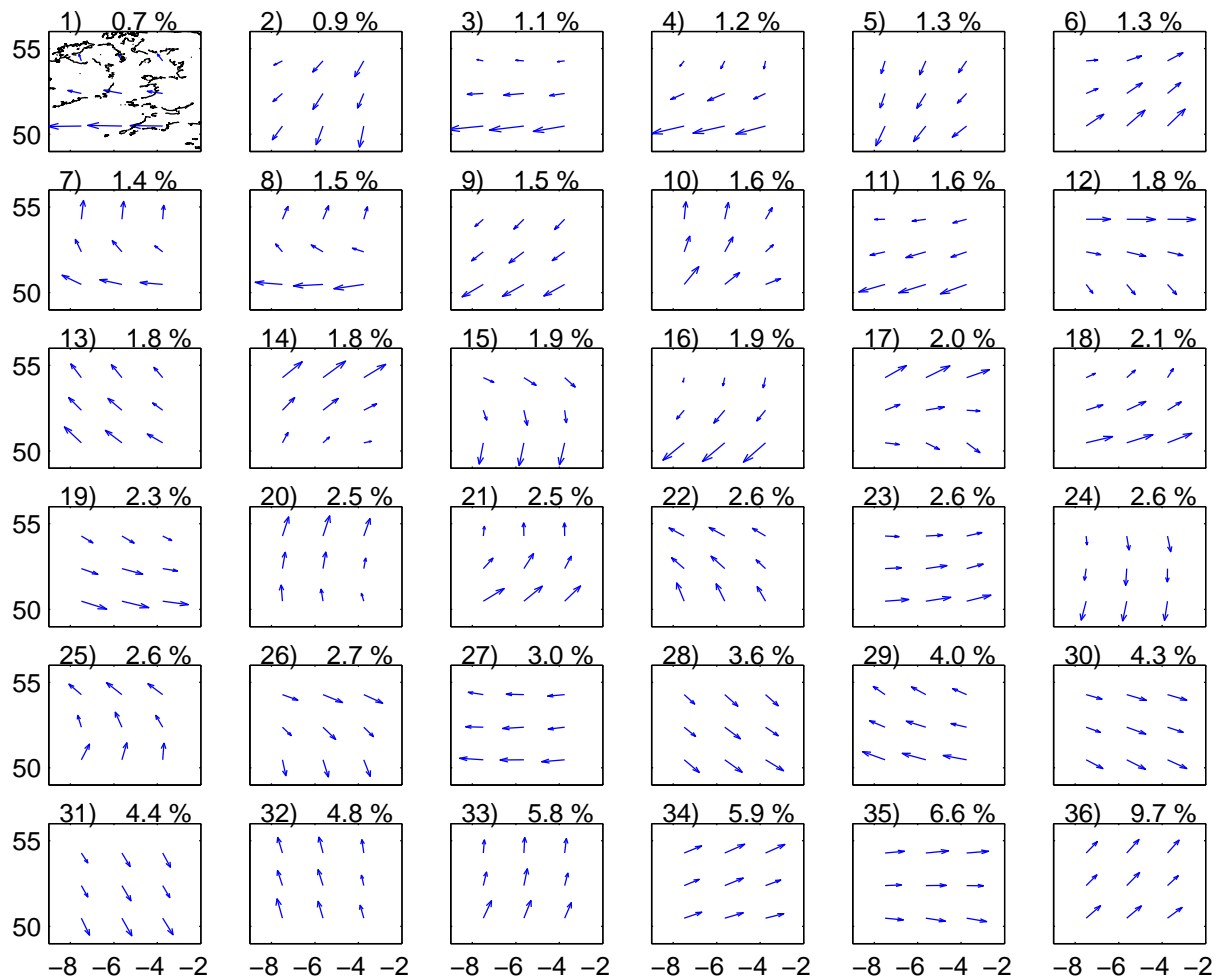 1) 0.7 % 2) 0.9 % 3) 1.1 % 4) 1.2 % 5) 1.3 % 6) 1.3 %
55
50
7) 1.4 % 8) 1.5 % 9) 1.5 % 10) 1.6 % 11) 1.6 % 12) 1.8 %
55
50
13) 1.8 % 14) 1.8 % 15) 1.9 % 16) 1.9 % 17) 2.0 % 18) 2.1 %
55
50
19) 2.3 % 20) 2.5 % 21) 2.5 % 22) 2.6 % 23) 2.6 % 24) 2.6 %
55
50
25) 2.6 % 26) 2.7 % 27) 3.0 % 28) 3.6 % 29) 4.0 % 30) 4.3 %
55
50
31) 4.4 % 32) 4.8 % 33) 5.8 % 34) 5.9 % 35) 6.6 % 36) 9.7 %
55
50
−8 −6 −4 −2 −8 −6 −4 −2 −8 −6 −4 −2 −8 −6 −4 −2 −8 −6 −4 −2 −8 −6 −4 −2